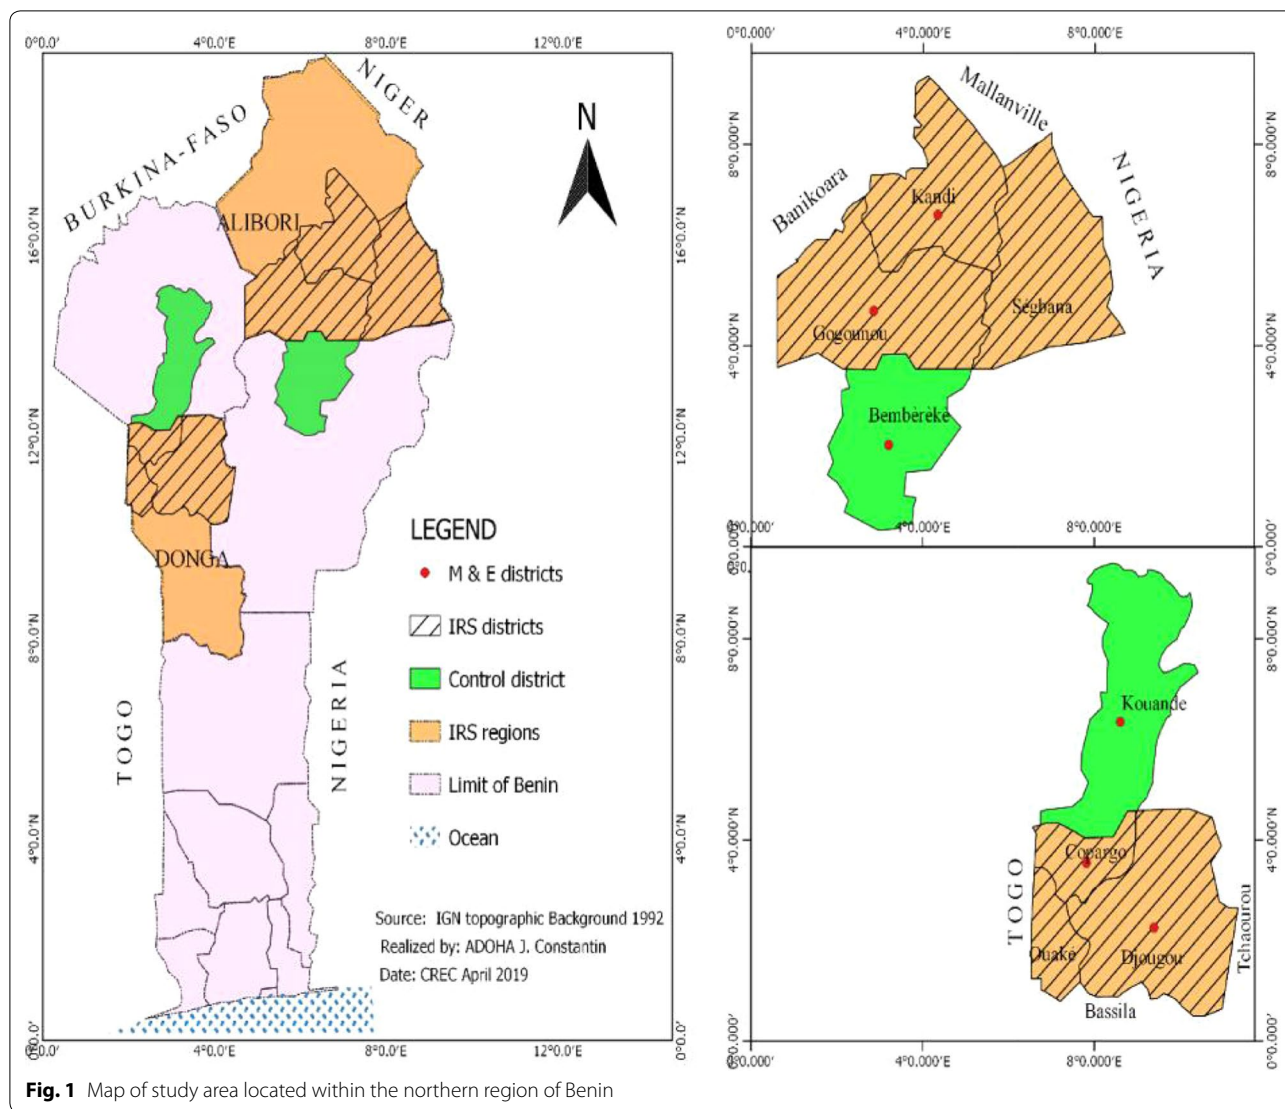 0°0.0'
4°0.0'E
8°0.0'E
12°0.0'E
16°0.0'N
12°0.0'N
8°0.0'N
4°0.0'N
0°0.0'
16°0.0'N
12°0.0'N
8°0.0'N
4°0.0'N
0°0.0'
BURKINA-FASO
NIGER
N
ALIBORI
DONGA
TOGO
NIGERIA
LEGEND
M & E districts
IRS districts
Control district
IRS regions
Limit of Benin
Ocean
Source: IGN topographic Background 1992
Realized by: ADOHA J. Constantin
Date: CREC April 2019
4°0.0'E
8°0.0'E
12°0.0'E
0°0.000'
4°0.000'E
8°0.000'E
8°0.000'N
4°0.000'N
8°0.000'N
4°0.000'N
0°0.000'
Mallanville
Banikoara
NIGERIA
Kandi
Ségbana
Gogounou
Bembèrèkè
4°0.000'E
8°0.000'E
8°0.000'N
4°0.000'N
0°0.000'
8°0.000'N
4°0.000'N
0°0.000'
Kouande
Copargo
TOGO
Ouaké
Djougou
Tchaourou
Bassila
0°0.000'
4°0.000'E
8°0.000'E
Fig. 1 Map of study area located within the northern region of Benin